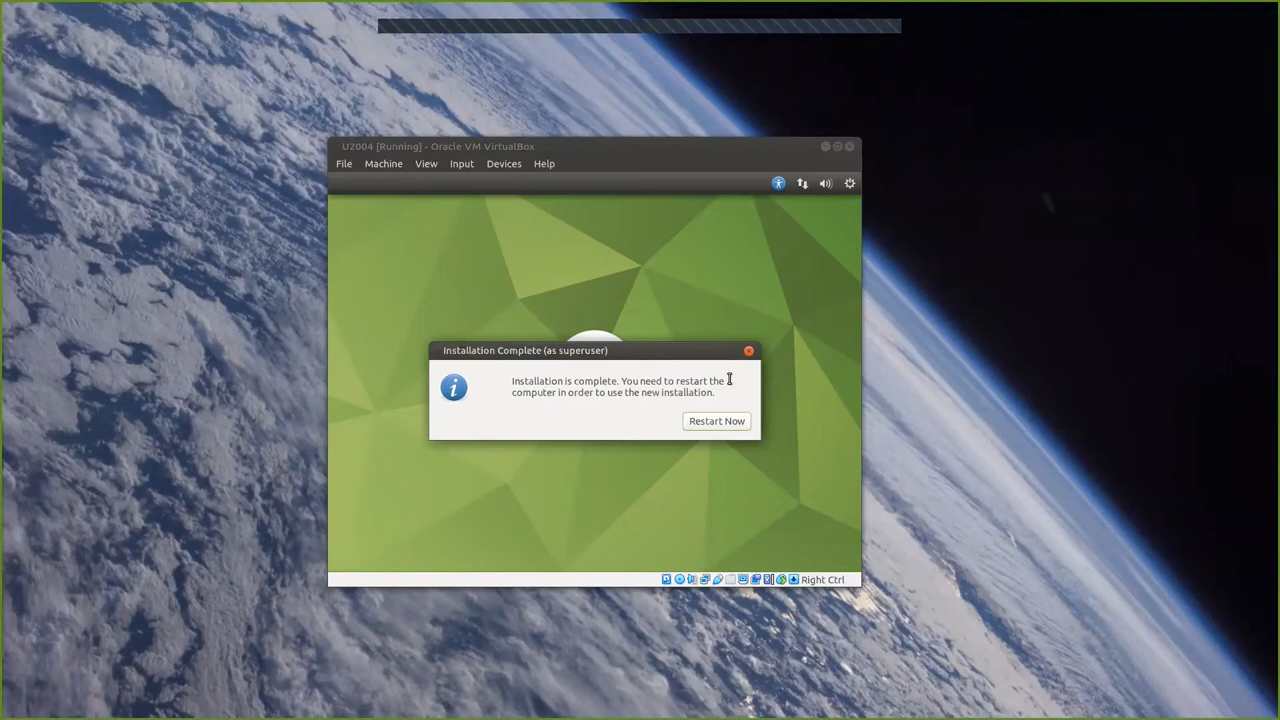 U2004 [Running] - Oracle VM VirtualBox
File Machine View Input Devices Help
Installation Complete (as superuser)
Installation is complete. You need to restart the
computer in order to use the new installation.
Restart Now
Right Ctrl